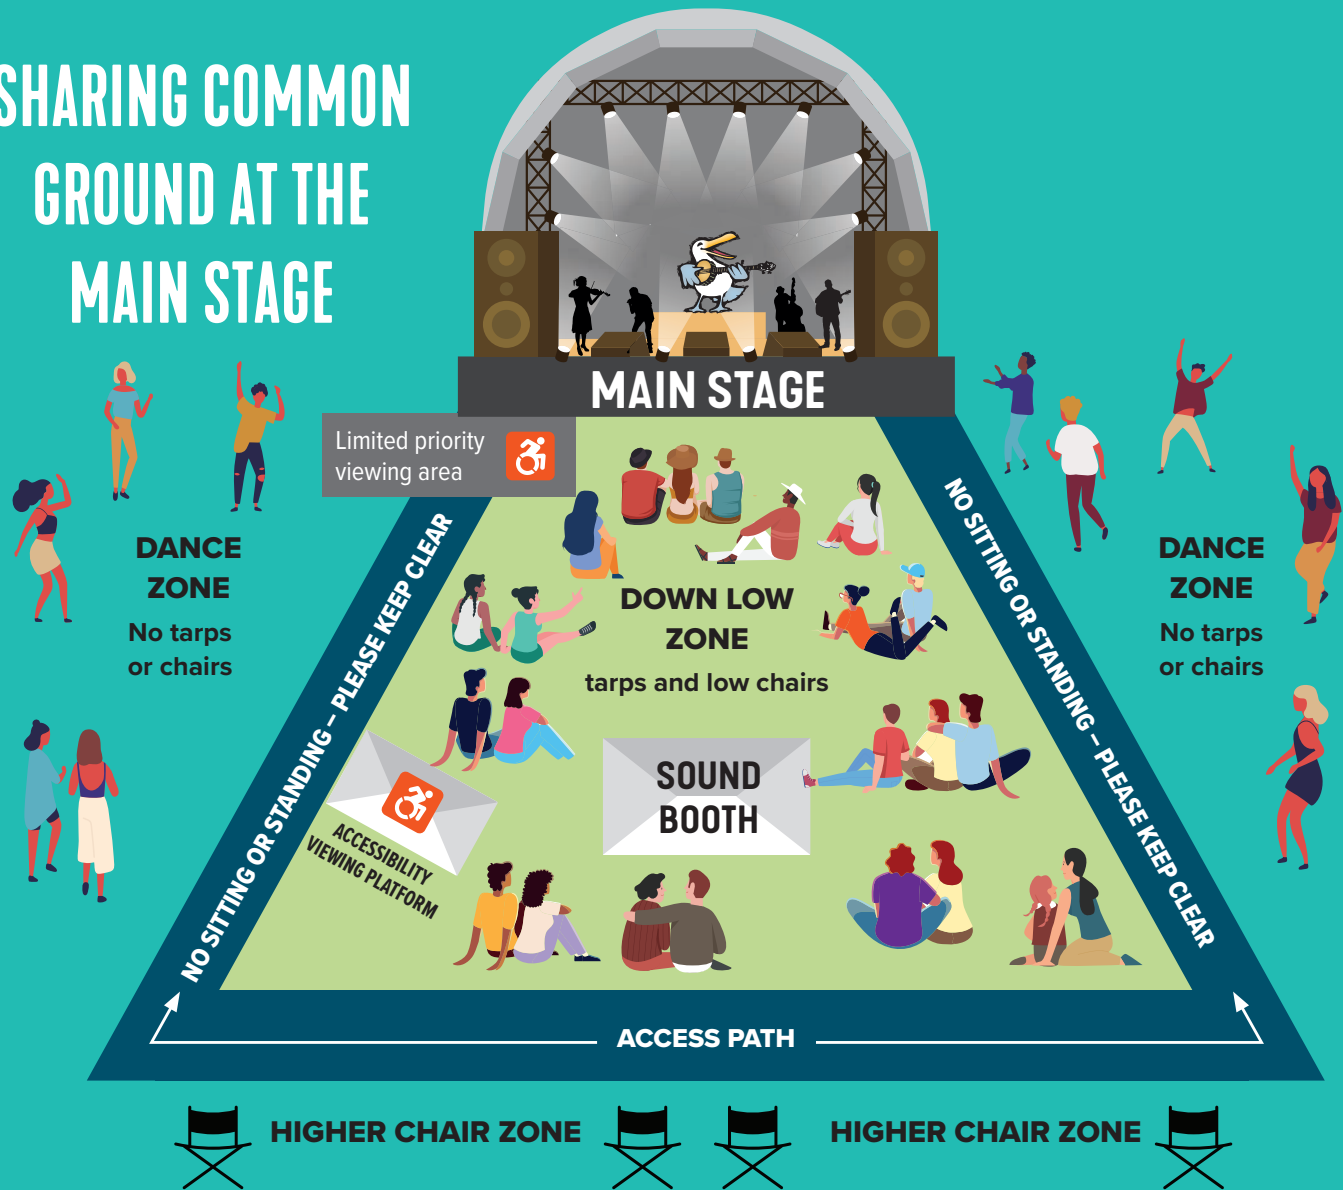 SHARING COMMON
GROUND AT THE
MAIN STAGE
MAIN STAGE
Limited priority
viewing area
NO SITTING OR STANDING – PLEASE KEEP CLEAR
NO SITTING OR STANDING – PLEASE KEEP CLEAR
DANCE
ZONE
No tarps
or chairs
DOWN LOW
ZONE
tarps and low chairs
DANCE
ZONE
No tarps
or chairs
SOUND
BOOTH
ACCESSIBILITY
VIEWING PLATFORM
ACCESS PATH
HIGHER CHAIR ZONE
HIGHER CHAIR ZONE